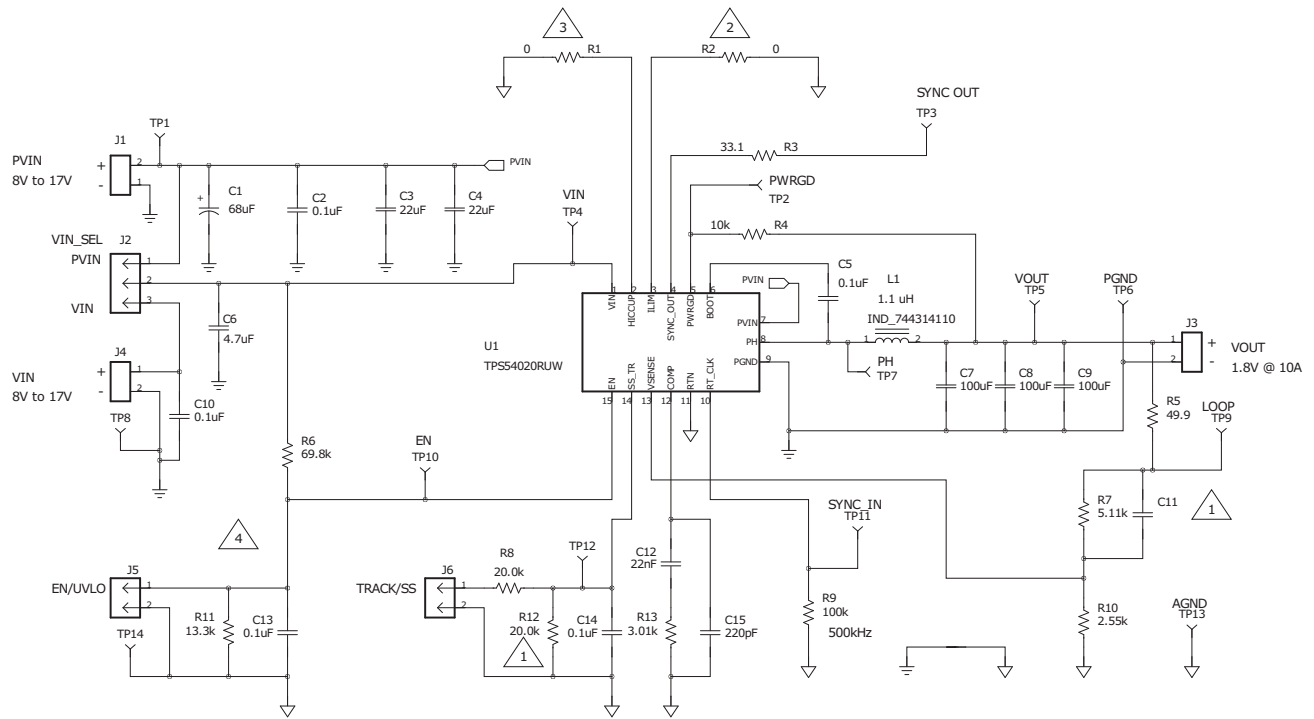 3
2
0
R1
R2
0
SYNC OUT
TP3
TP1
J1
PVIN
8V to 17V
+
-
2
1
PVIN
33.1
R3
PWRGD
TP2
+
C1
68uF
C2
0.1uF
C3
22uF
C4
22uF
VIN
TP4
10k
R4
VIN_SEL
J2
PVIN
1
2
3
VIN
C5
0.1uF
L1
1.1 uH
IND_744314110
PVIN
VOUT
TP5
PGND
TP6
1
2
3
4
5
6
VIN
HICCUP
ILIM
SYNC_OUT
PWRGD
BOOT
PVIN
7
PH
8
PGND
9
U1
TPS54020RUW
EN
SS_TR
VSENSE
COMP
RTN
RT_CLK
15
14
13
12
11
10
1
2
PH
TP7
J3
1
2
+
-
VOUT
1.8V @ 10A
C6
4.7uF
J4
VIN
8V to 17V
+
-
1
2
TP8
C10
0.1uF
C7
100uF
C8
100uF
C9
100uF
R5
49.9
LOOP
TP9
R6
69.8k
EN
TP10
R7
5.11k
C11
1
SYNC_IN
TP11
4
J5
EN/UVLO
1
2
TP14
R11
13.3k
C13
0.1uF
TRACK/SS
J6
1
2
R8
20.0k
TP12
R12
20.0k
1
C14
0.1uF
C12
22nF
R13
3.01k
C15
220pF
R9
100k
500kHz
R10
2.55k
AGND
TP13